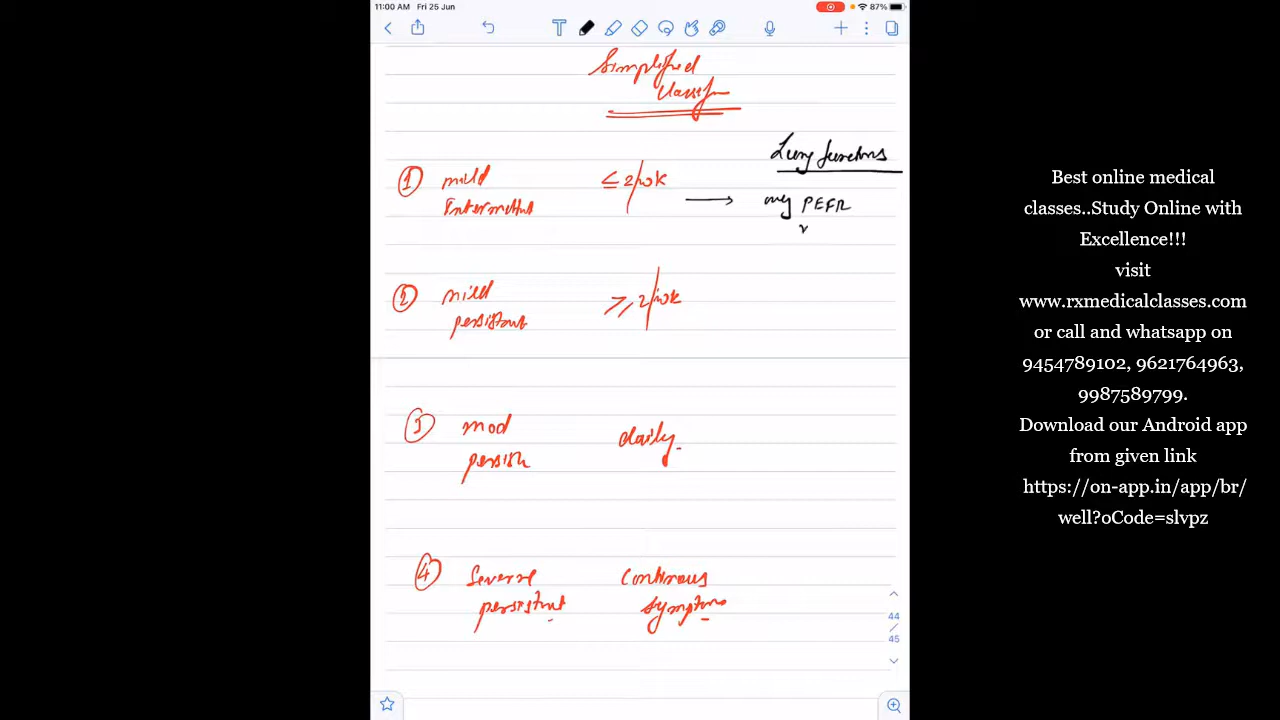 11:00 AM Fri 25 Jun
87%
Simplified
Classifn
Lung functions
① mild ≤ 2/wk
Intermittent → only PEFR
② mild ≥ 2/wk
persistent
③ mod daily
persist
④ Severe Continous
persistent Symptoms
44
/
45
Best online medical
classes..Study Online with
Excellence!!!
visit
www.rxmedicalclasses.com
or call and whatsapp on
9454789102, 9621764963,
9987589799.
Download our Android app
from given link
https://on-app.in/app/br/
well?oCode=slvpz